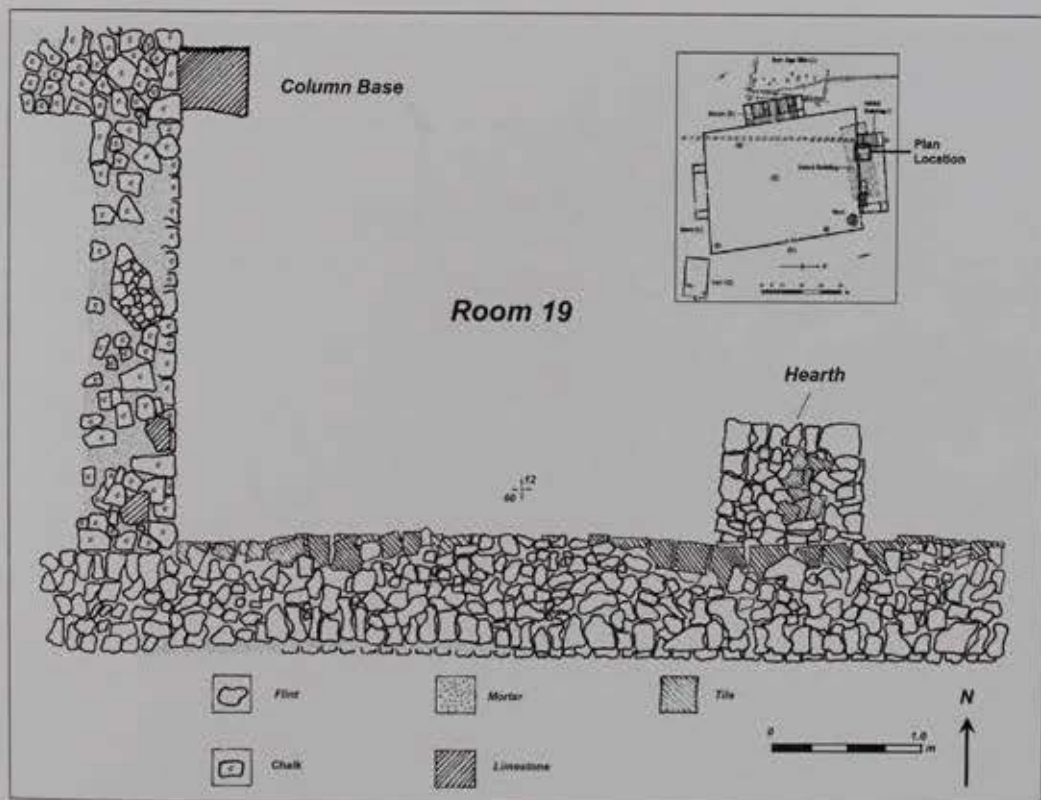 Column Base
Plan
Location
Room 19
Hearth
12
60
Flint
Mortar
Tile
Chalk
Limestone
0
1.0
m
N